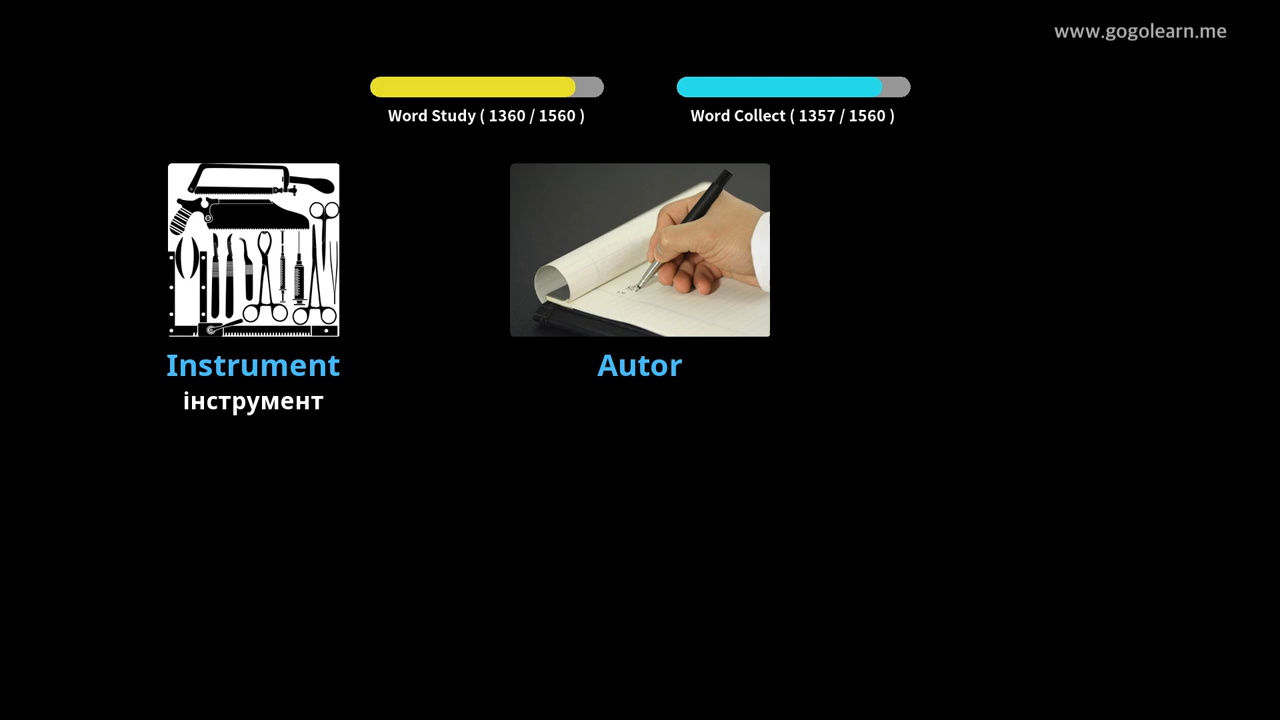 www.gogolearn.me
Word Study ( 1360 / 1560 )
Word Collect ( 1357 / 1560 )
Instrument
інструмент
Autor